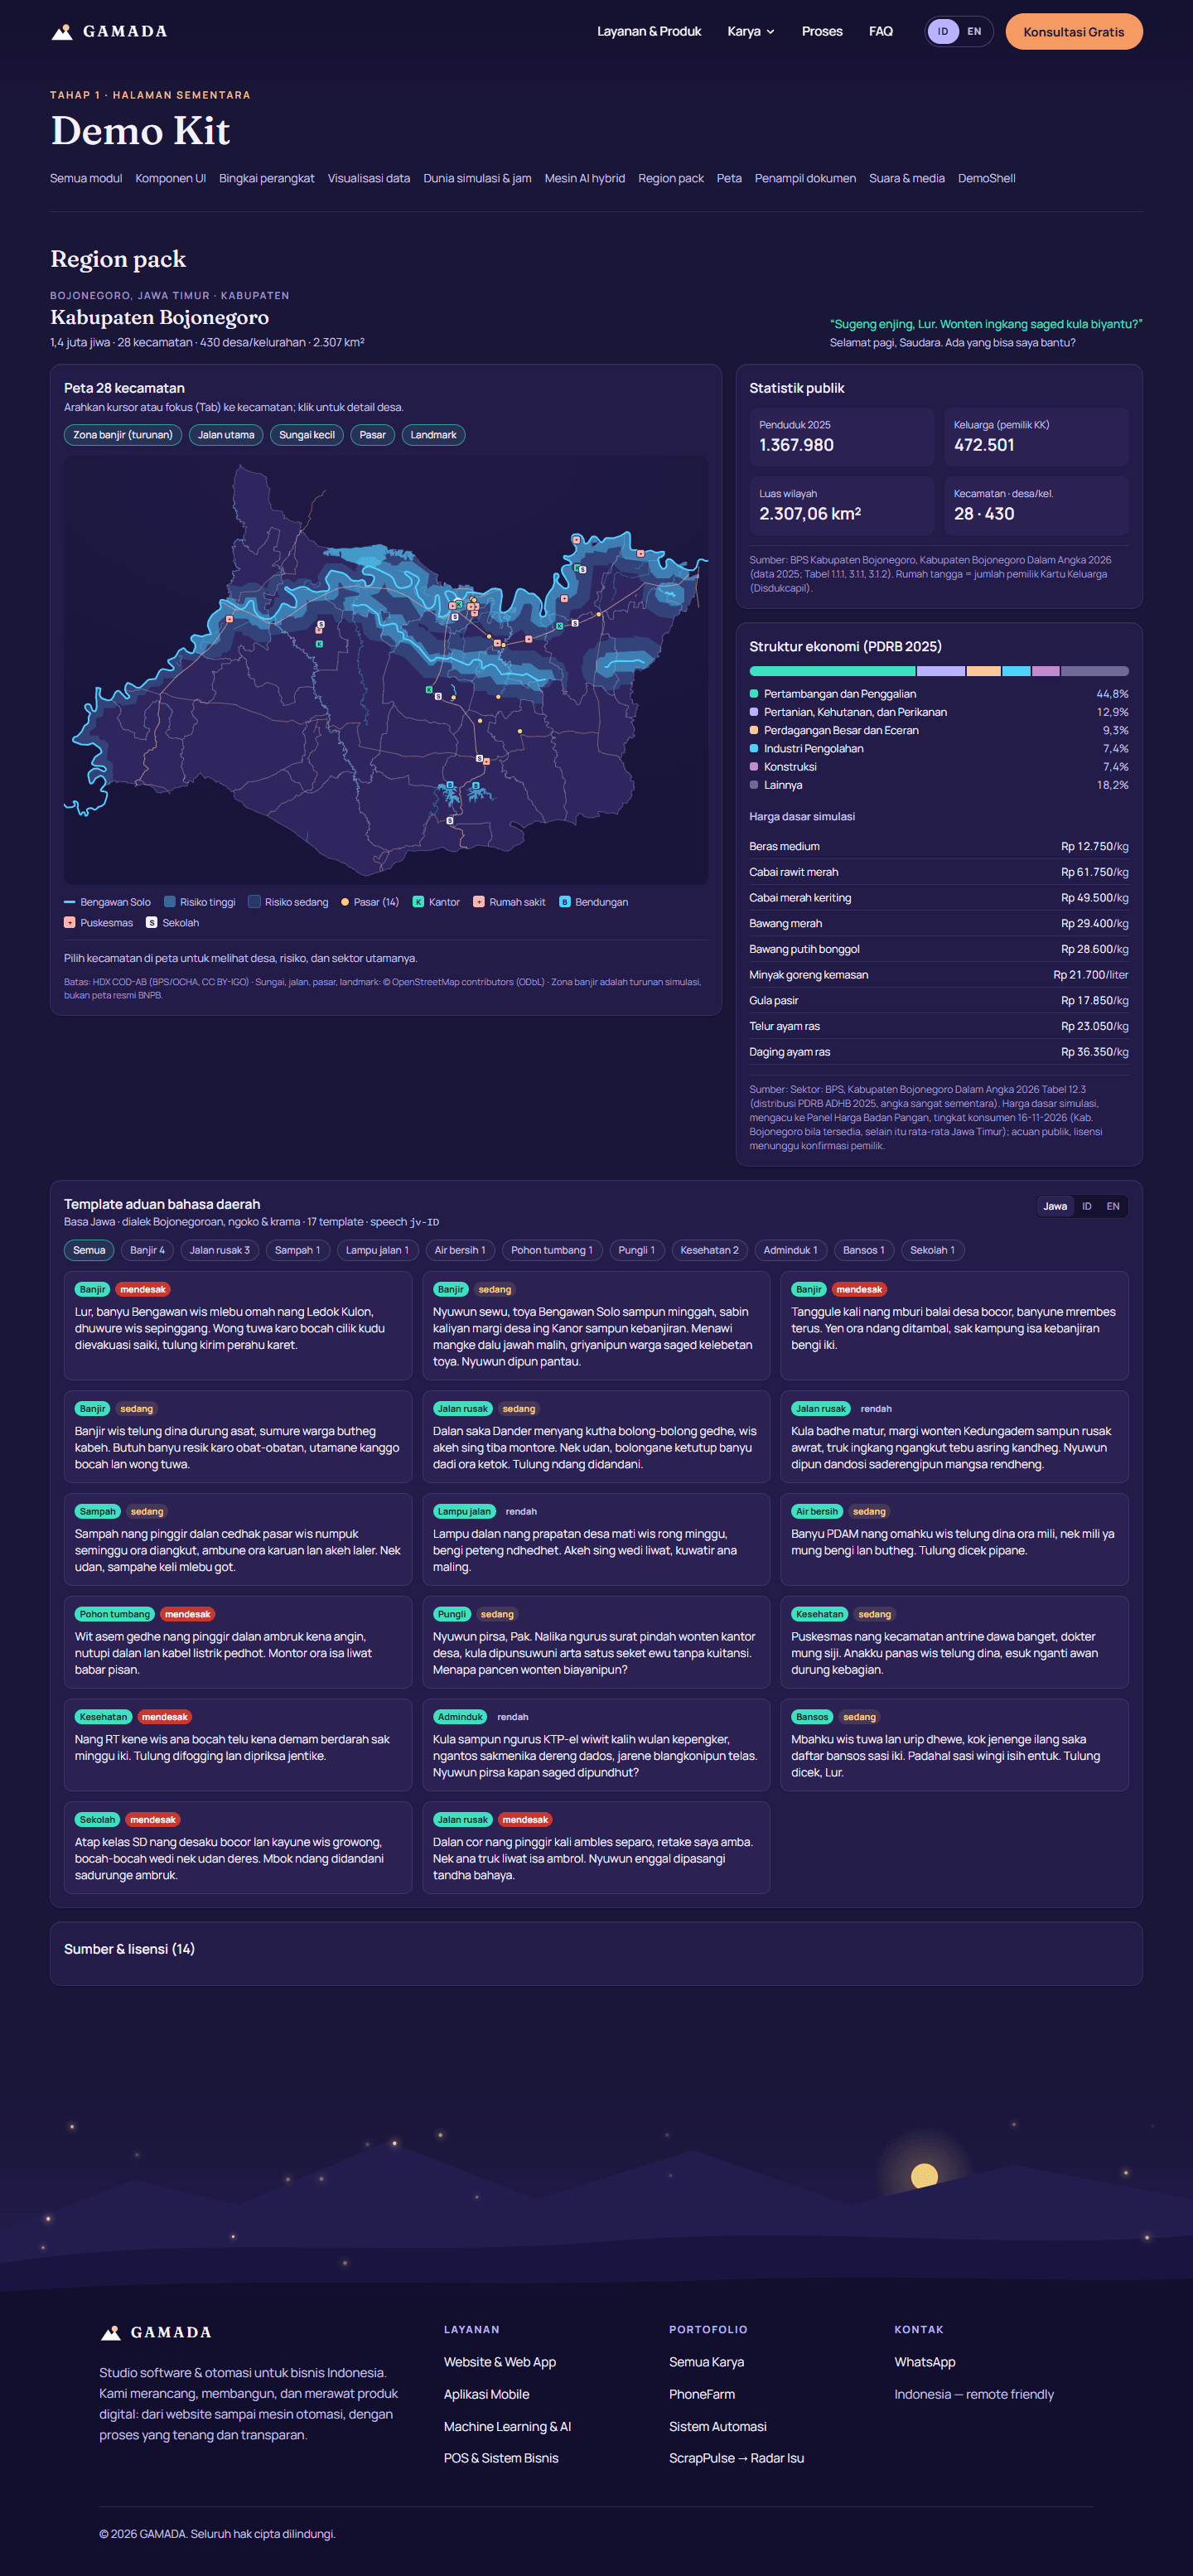 GAMADA
Layanan & Produk
Karya
Proses
FAQ
ID
EN
Konsultasi Gratis
TAHAP 1 · HALAMAN SEMENTARA
Demo Kit
Semua modul
Komponen UI
Bingkai perangkat
Visualisasi data
Dunia simulasi & jam
Mesin AI hybrid
Region pack
Peta
Penampil dokumen
Suara & media
DemoShell
Region pack
BOJONEGORO, JAWA TIMUR · KABUPATEN
Kabupaten Bojonegoro
1,4 juta jiwa · 28 kecamatan · 430 desa/kelurahan · 2.307 km²
"Sugeng enjing, Lur. Wonten ingkang saged kula biyantu?"
Selamat pagi, Saudara. Ada yang bisa saya bantu?
Peta 28 kecamatan
Arahkan kursor atau fokus (Tab) ke kecamatan; klik untuk detail desa.
Zona banjir (turunan)
Jalan utama
Sungai kecil
Pasar
Landmark
Bengawan Solo
Risiko tinggi
Risiko sedang
Pasar (14)
K Kantor
+ Rumah sakit
B Bendungan
+ Puskesmas
S Sekolah
Pilih kecamatan di peta untuk melihat desa, risiko, dan sektor utamanya.
Batas: HDX COD-AB (BPS/OCHA, CC BY-IGO) · Sungai, jalan, pasar, landmark: © OpenStreetMap contributors (ODbL) · Zona banjir adalah turunan simulasi,
bukan peta resmi BNPB.
Statistik publik
Penduduk 2025
1.367.980
Keluarga (pemilik KK)
472.501
Luas wilayah
2.307,06 km²
Kecamatan · desa/kel.
28 · 430
Sumber: BPS Kabupaten Bojonegoro, Kabupaten Bojonegoro Dalam Angka 2026
(data 2025; Tabel 1.1.1, 3.1.1, 3.1.2). Rumah tangga = jumlah pemilik Kartu Keluarga
(Disdukcapil).
Struktur ekonomi (PDRB 2025)
Pertambangan dan Penggalian 44,8%
Pertanian, Kehutanan, dan Perikanan 12,9%
Perdagangan Besar dan Eceran 9,3%
Industri Pengolahan 7,4%
Konstruksi 7,4%
Lainnya 18,2%
Harga dasar simulasi
Beras medium Rp 12.750/kg
Cabai rawit merah Rp 61.750/kg
Cabai merah keriting Rp 49.500/kg
Bawang merah Rp 29.400/kg
Bawang putih bonggol Rp 28.600/kg
Minyak goreng kemasan Rp 21.700/liter
Gula pasir Rp 17.850/kg
Telur ayam ras Rp 23.050/kg
Daging ayam ras Rp 36.350/kg
Sumber: Sektor: BPS, Kabupaten Bojonegoro Dalam Angka 2026 Tabel 12.3
(distribusi PDRB ADHB 2025, angka sangat sementara). Harga dasar simulasi,
mengacu ke Panel Harga Badan Pangan, tingkat konsumen 16-11-2026 (Kab.
Bojonegoro bila tersedia, selain itu rata-rata Jawa Timur); acuan publik, lisensi
menunggu konfirmasi pemilik.
Template aduan bahasa daerah
Basa Jawa · dialek Bojonegoroan, ngoko & krama · 17 template · speech jv-ID
Jawa
ID
EN
Semua
Banjir 4
Jalan rusak 3
Sampah 1
Lampu jalan 1
Air bersih 1
Pohon tumbang 1
Pungli 1
Kesehatan 2
Adminduk 1
Bansos 1
Sekolah 1
Banjir mendesak
Lur, banyu Bengawan wis mlebu omah nang Ledok Kulon,
dhuwure wis sepinggang. Wong tuwa karo bocah cilik kudu
dievakuasi saiki, tulung kirim perahu karet.
Banjir sedang
Nyuwun sewu, toya Bengawan Solo sampun minggah, sabin
kaliyan margi desa ing Kanor sampun kebanjiran. Menawi
mangke dalu jawah malih, griyanipun warga saged kelebetan
toya. Nyuwun dipun pantau.
Banjir mendesak
Tanggule kali nang mburi balai desa bocor, banyune mrembes
terus. Yen ora ndang ditambal, sak kampung isa kebanjiran
bengi iki.
Banjir sedang
Banjir wis telung dina durung asat, sumure warga butheg
kabeh. Butuh banyu resik karo obat-obatan, utamane kanggo
bocah lan wong tuwa.
Jalan rusak sedang
Dalan saka Dander menyang kutha bolong-bolong gedhe, wis
akeh sing tiba montore. Nek udan, bolongane ketutup banyu
dadi ora ketok. Tulung ndang didandani.
Jalan rusak rendah
Kula badhe matur, margi wonten Kedungadem sampun rusak
awrat, truk ingkang ngangkut tebu asring kandheg. Nyuwun
dipun dandosi saderengipun mangsa rendheng.
Sampah sedang
Sampah nang pinggir dalan cedhak pasar wis numpuk
seminggu ora diangkut, ambune ora karuan lan akeh laler. Nek
udan, sampahe keli mlebu got.
Lampu jalan rendah
Lampu dalan nang prapatan desa mati wis rong minggu,
bengi peteng ndhedhet. Akeh sing wedi liwat, kuwatir ana
maling.
Air bersih sedang
Banyu PDAM nang omahku wis telung dina ora mili, nek mili ya
mung bengi lan butheg. Tulung dicek pipane.
Pohon tumbang mendesak
Wit asem gedhe nang pinggir dalan ambruk kena angin,
nutupi dalan lan kabel listrik pedhot. Montor ora isa liwat
babar pisan.
Pungli sedang
Nyuwun pirsa, Pak. Nalika ngurus surat pindah wonten kantor
desa, kula dipunsuwuni arta satus seket ewu tanpa kuitansi.
Menapa pancen wonten biayanipun?
Kesehatan sedang
Puskesmas nang kecamatan antrine dawa banget, dokter
mung siji. Anakku panas wis telung dina, esuk nganti awan
durung kebagian.
Kesehatan mendesak
Nang RT kene wis ana bocah telu kena demam berdarah sak
minggu iki. Tulung difogging lan dipriksa jentike.
Adminduk rendah
Kula sampun ngurus KTP-el wiwit kalih wulan kepengker,
ngantos sakmenika dereng dados, jarene blangkonipun telas.
Nyuwun pirsa kapan saged dipundhut?
Bansos sedang
Mbahku wis tuwa lan urip dhewe, kok jenenge ilang saka
daftar bansos sasi iki. Padahal sasi wingi isih entuk. Tulung
dicek, Lur.
Sekolah mendesak
Atap kelas SD nang desaku bocor lan kayune wis growong,
bocah-bocah wedi nek udan deres. Mbok ndang didandani
sadurunge ambruk.
Jalan rusak mendesak
Dalan cor nang pinggir kali ambles separo, retake saya amba.
Nek ana truk liwat isa ambrol. Nyuwun enggal dipasangi
tandha bahaya.
Sumber & lisensi (14)
GAMADA
Studio software & otomasi untuk bisnis Indonesia.
Kami merancang, membangun, dan merawat produk
digital: dari website sampai mesin otomasi, dengan
proses yang tenang dan transparan.
LAYANAN
Website & Web App
Aplikasi Mobile
Machine Learning & AI
POS & Sistem Bisnis
PORTOFOLIO
Semua Karya
PhoneFarm
Sistem Automasi
ScrapPulse → Radar Isu
KONTAK
WhatsApp
Indonesia — remote friendly
© 2026 GAMADA. Seluruh hak cipta dilindungi.